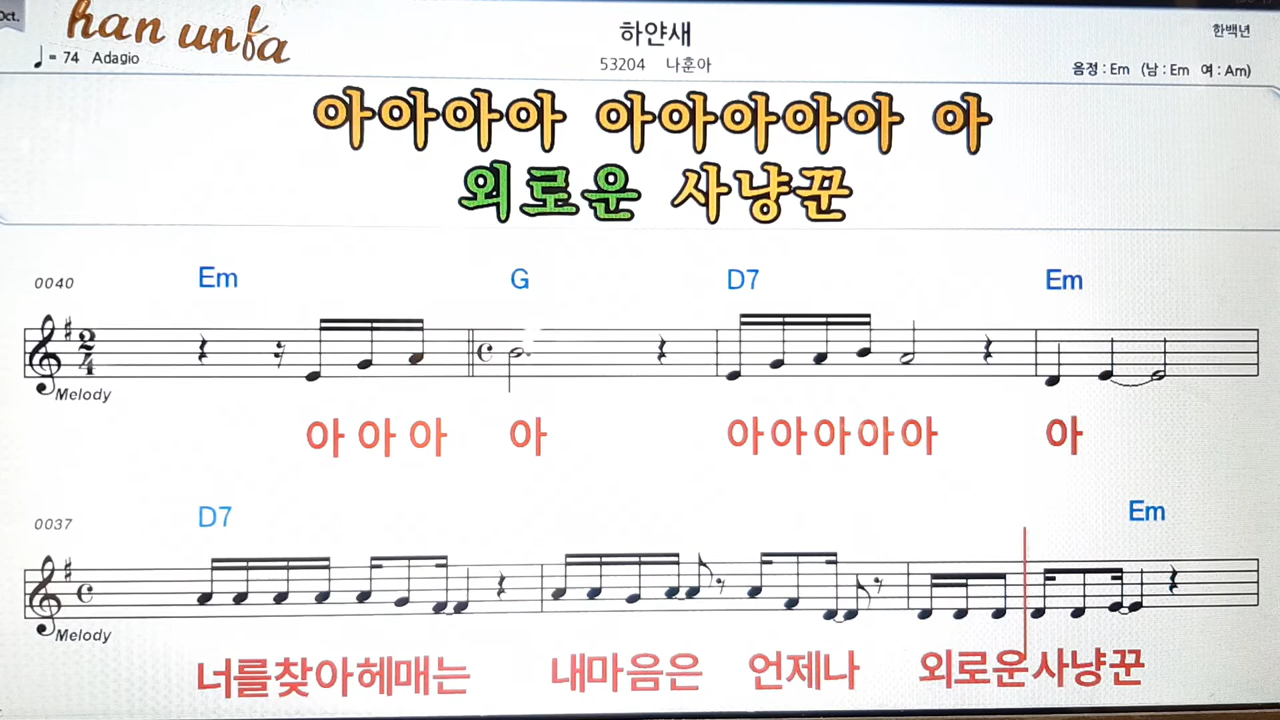 Oct.
han unfa
♩ = 74 Adagio
하얀새
53204 나훈아
한백년
음정 : Em (남 : Em 여 : Am)
아아아아 아아아아아 아
외로운 사냥꾼
0040 Em G D7 Em
2/4
Melody
아 아 아 아 아아아아아 아
0037 D7 Em
Melody
너를찾아헤매는 내마음은 언제나 외로운사냥꾼